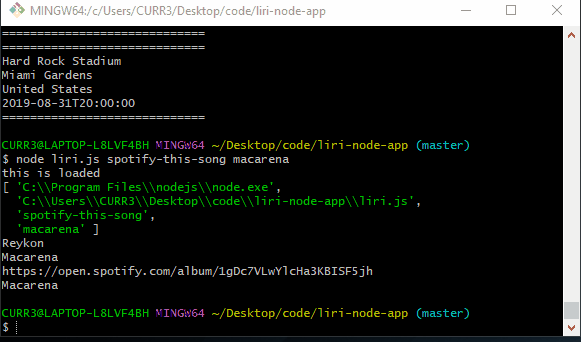 MINGW64:/c/Users/CURR3/Desktop/code/liri-node-app
=============================
=============================
Hard Rock Stadium
Miami Gardens
United States
2019-08-31T20:00:00
=============================
CURR3@LAPTOP-L8LVF4BH MINGW64 ~/Desktop/code/liri-node-app (master)
$ node liri.js spotify-this-song macarena
this is loaded
[ 'C:\\Program Files\\nodejs\\node.exe',
'C:\\Users\\CURR3\\Desktop\\code\\liri-node-app\\liri.js',
'spotify-this-song',
'macarena' ]
Reykon
Macarena
https://open.spotify.com/album/1gDc7VLwYlcHa3KBISF5jh
Macarena
CURR3@LAPTOP-L8LVF4BH MINGW64 ~/Desktop/code/liri-node-app (master)
$